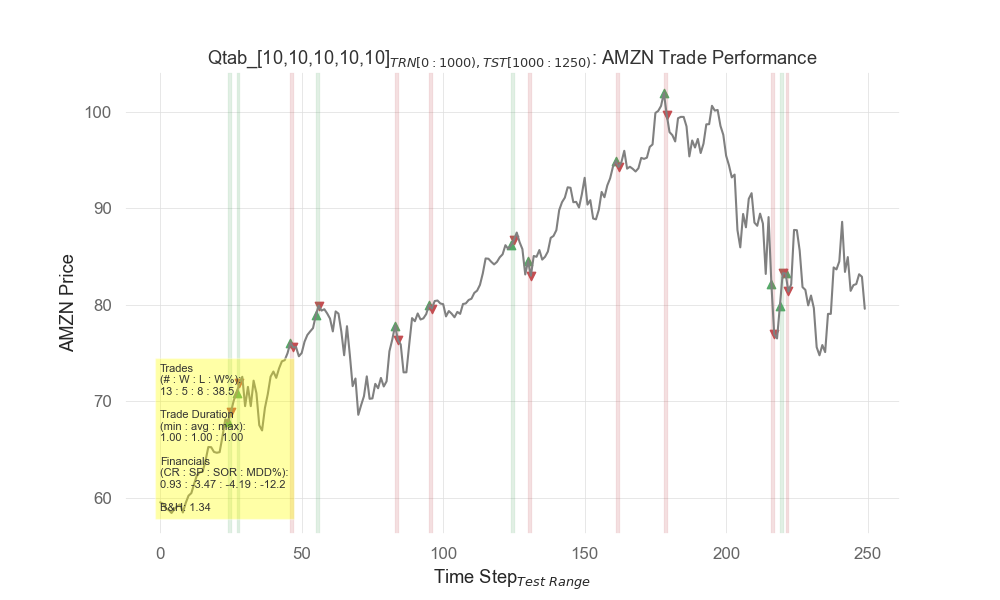 Qtab_[10,10,10,10,10]TRN[0 : 1000), TST[1000 : 1250): AMZN Trade Performance
100
90
80
70
60
AMZN Price
Trades
(# : W : L : W%):
13 : 5 : 8 : 38.5
Trade Duration
(min : avg : max):
1.00 : 1.00 : 1.00
Financials
(CR : SP : SOR : MDD%):
0.93 : -3.47 : -4.19 : -12.2
B&H: 1.34
0 50 100 150 200 250
Time StepTest Range